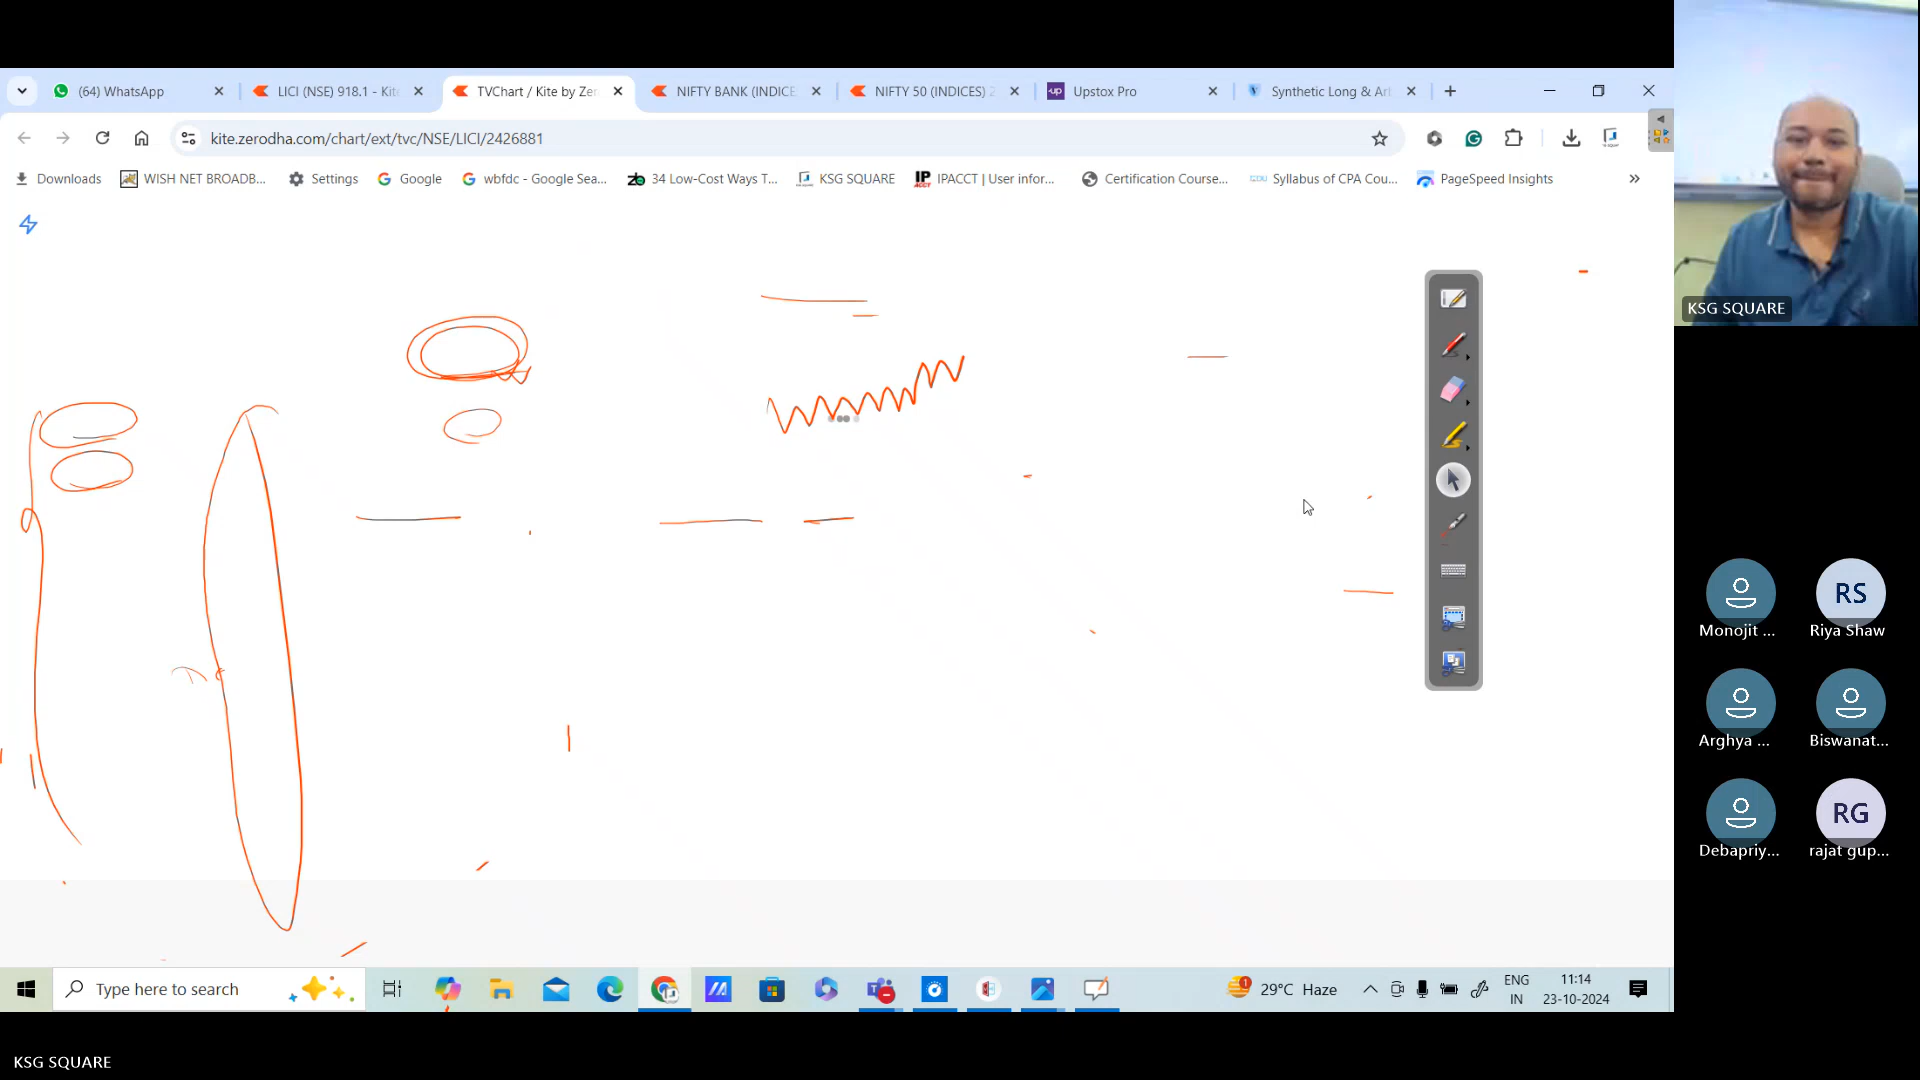 (64) WhatsApp
LICI (NSE) 918.1 - Kite
TVChart / Kite by Zer
NIFTY BANK (INDICE
NIFTY 50 (INDICES) 2
Upstox Pro
Synthetic Long & Ar
kite.zerodha.com/chart/ext/tvc/NSE/LICI/2426881
Downloads
WISH NET BROADB...
Settings
Google
wbfdc - Google Sea...
34 Low-Cost Ways T...
KSG SQUARE
IPACCT | User infor...
Certification Course...
Syllabus of CPA Cou...
PageSpeed Insights
KSG SQUARE
Monojit ...
RS
Riya Shaw
Arghya ...
Biswanat...
Debapriy...
RG
rajat gup...
Type here to search
29°C Haze
ENG
IN
11:14
23-10-2024
KSG SQUARE